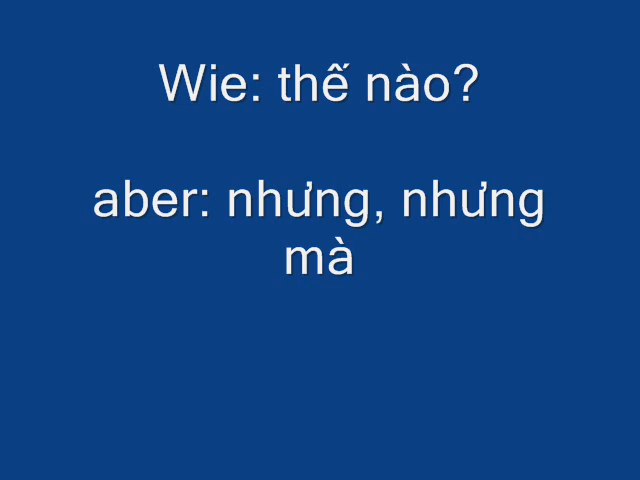 Wie: thế nào?
aber: nhưng, nhưng
mà